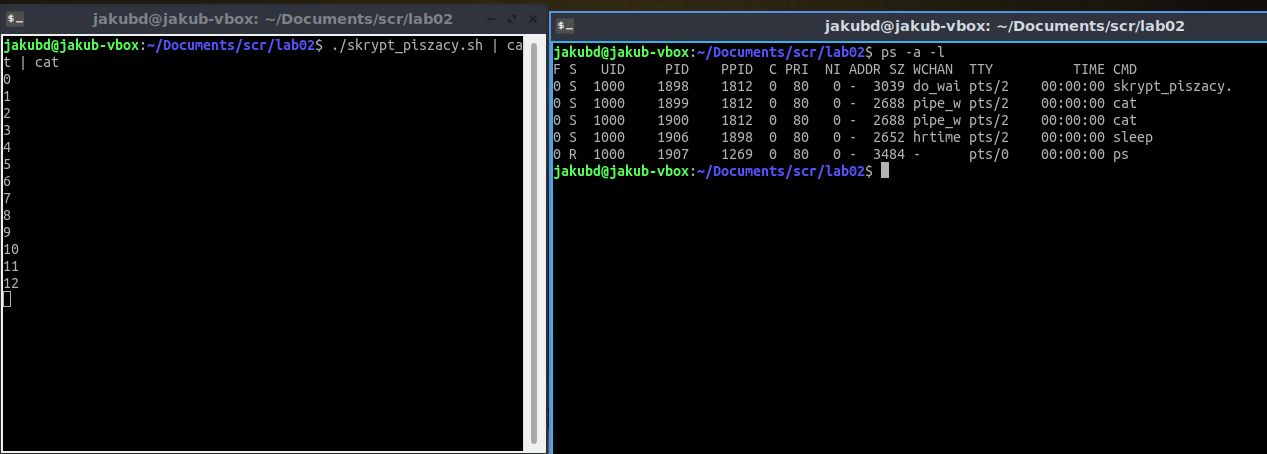 jakubd@jakub-vbox: ~/Documents/scr/lab02
jakubd@jakub-vbox:~/Documents/scr/lab02$ ./skrypt_piszacy.sh | ca
t | cat
0
1
2
3
4
5
6
7
8
9
10
11
12
jakubd@jakub-vbox: ~/Documents/scr/lab02
jakubd@jakub-vbox:~/Documents/scr/lab02$ ps -a -l
F S   UID     PID    PPID  C PRI  NI ADDR SZ WCHAN  TTY          TIME CMD
0 S  1000    1898    1812  0  80   0 -  3039 do_wai pts/2    00:00:00 skrypt_piszacy.
0 S  1000    1899    1812  0  80   0 -  2688 pipe_w pts/2    00:00:00 cat
0 S  1000    1900    1812  0  80   0 -  2688 pipe_w pts/2    00:00:00 cat
0 S  1000    1906    1898  0  80   0 -  2652 hrtime pts/2    00:00:00 sleep
0 R  1000    1907    1269  0  80   0 -  3484 -      pts/0    00:00:00 ps
jakubd@jakub-vbox:~/Documents/scr/lab02$